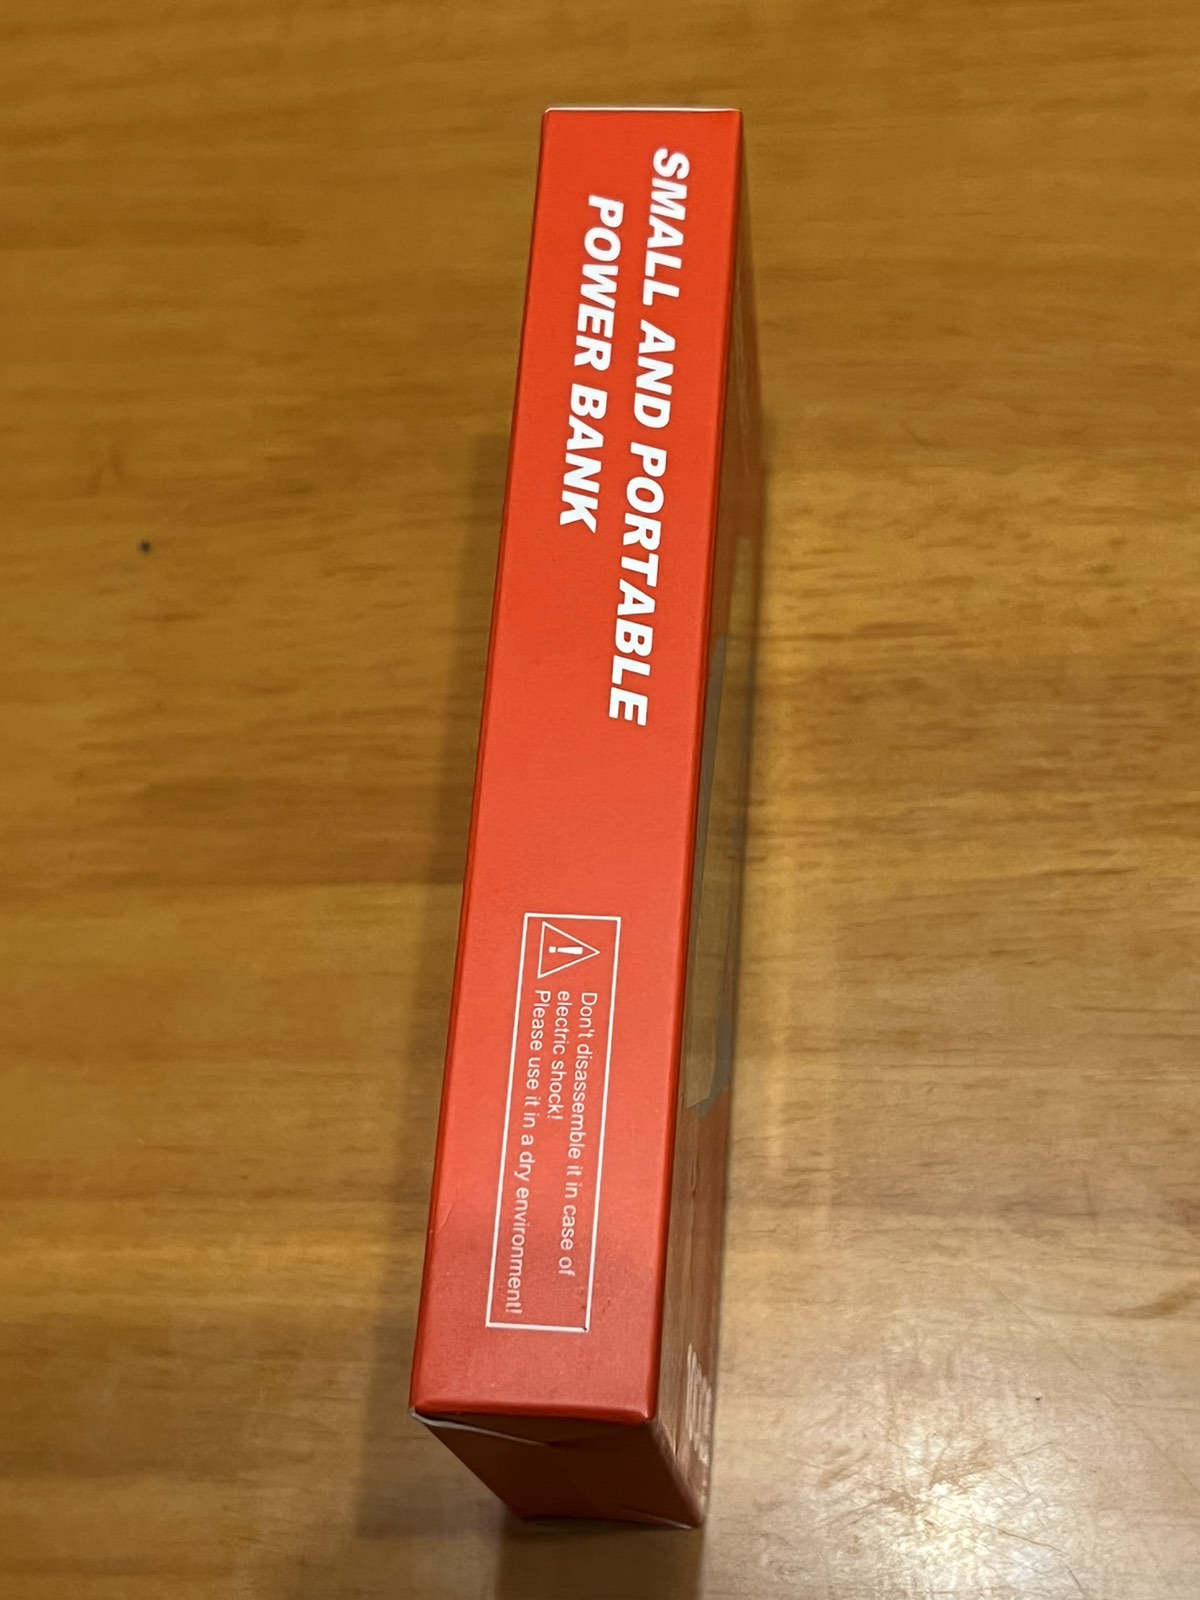 SMALL AND PORTABLE
POWER BANK
Don't disassemble it in case of
electric shock!
Please use it in a dry environment!